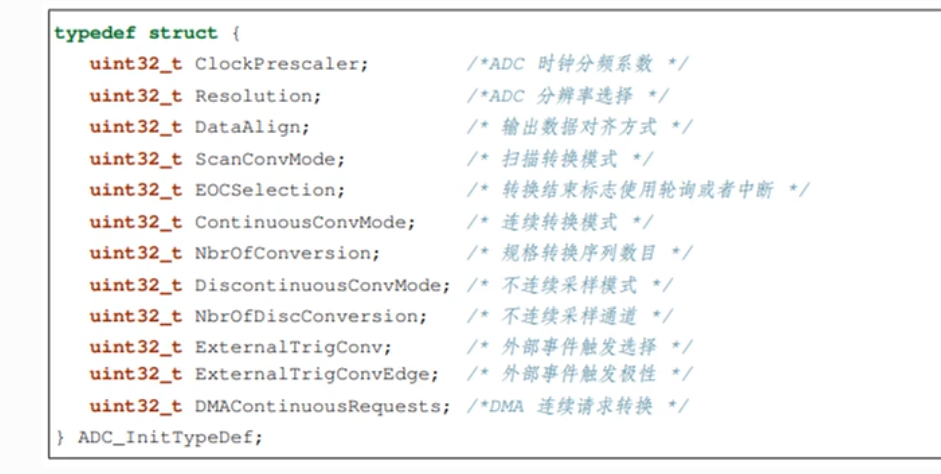 typedef struct {
uint32_t ClockPrescaler; /*ADC 时钟分频系数 */
uint32_t Resolution; /*ADC 分辨率选择 */
uint32_t DataAlign; /* 输出数据对齐方式 */
uint32_t ScanConvMode; /* 扫描转换模式 */
uint32_t EOCSelection; /* 转换结束标志使用轮询或者中断 */
uint32_t ContinuousConvMode; /* 连续转换模式 */
uint32_t NbrOfConversion; /* 规格转换序列数目 */
uint32_t DiscontinuousConvMode; /* 不连续采样模式 */
uint32_t NbrOfDiscConversion; /* 不连续采样通道 */
uint32_t ExternalTrigConv; /* 外部事件触发选择 */
uint32_t ExternalTrigConvEdge; /* 外部事件触发极性 */
uint32_t DMAContinuousRequests; /*DMA 连续请求转换 */
} ADC_InitTypeDef;